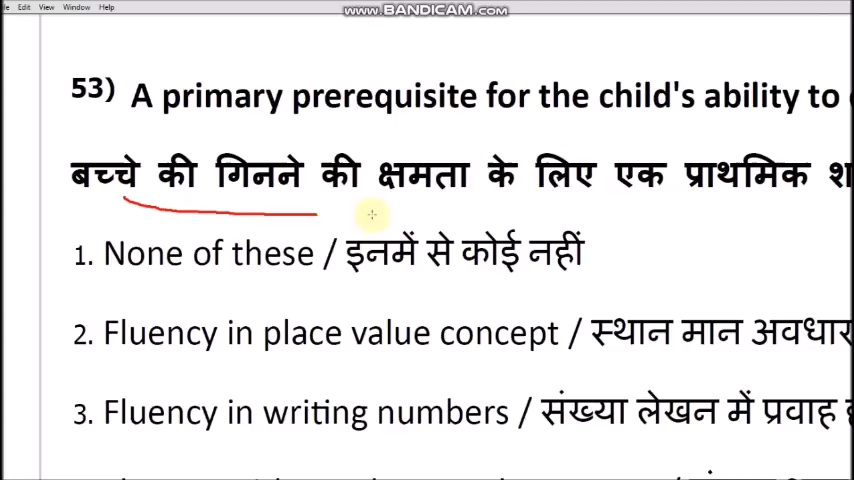 Edit View Window Help
www.BANDICAM.com
53) A primary prerequisite for the child's ability to
बच्चे की गिनने की क्षमता के लिए एक प्राथमिक
1. None of these / इनमें से कोई नहीं
2. Fluency in place value concept / स्थान मान
3. Fluency in writing numbers / संख्या लेखन में प्रवाह